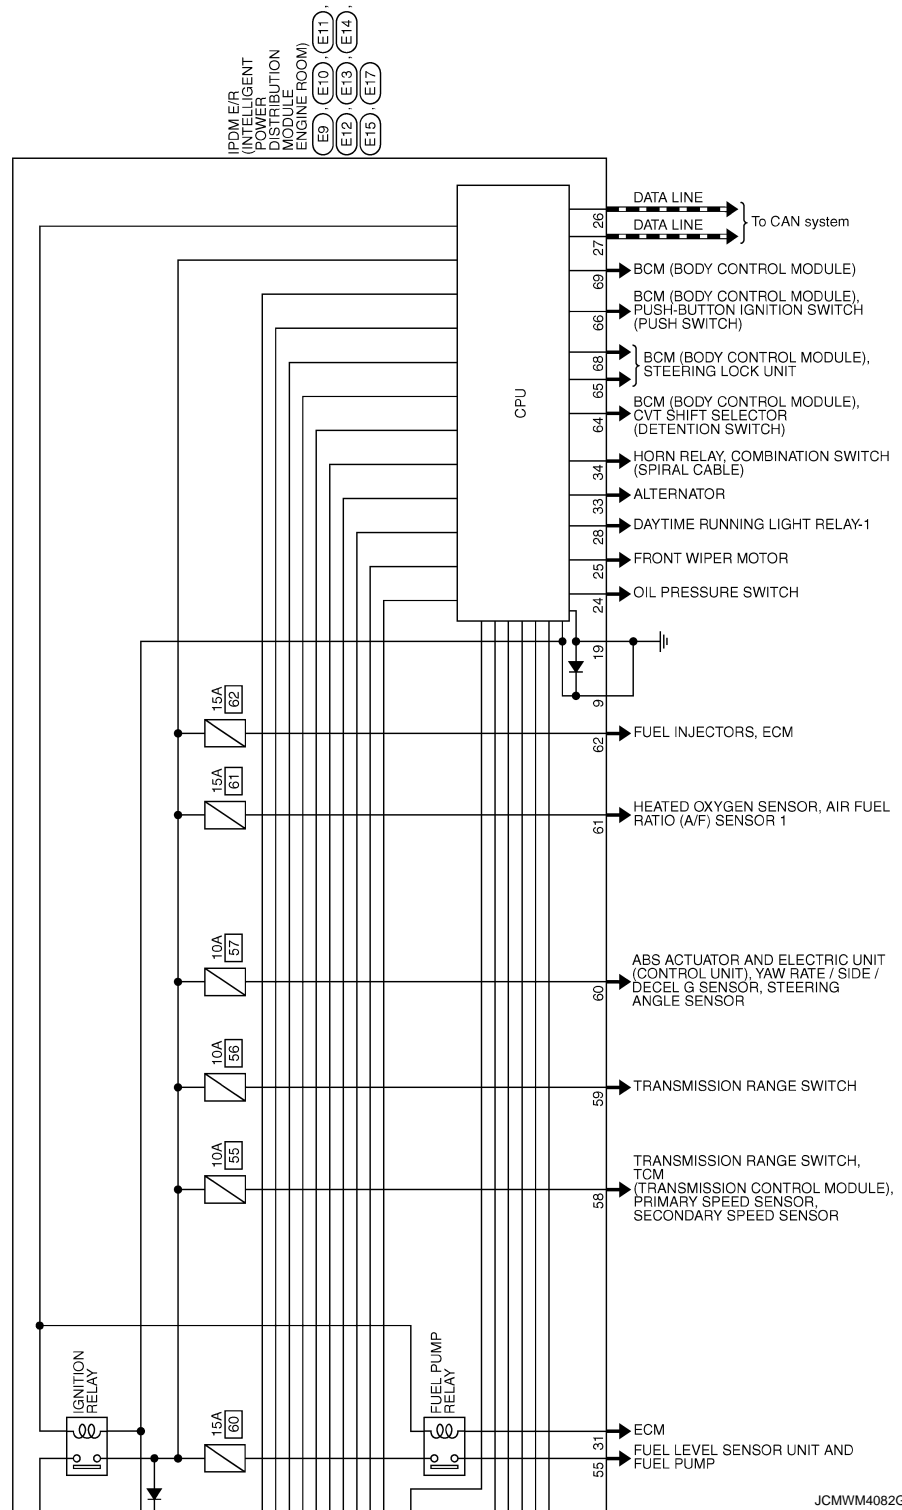 IPDM E/R
(INTELLIGENT
POWER
DISTRIBUTION
MODULE
ENGINE ROOM)
E9 , E10 , E11 ,
E12 , E13 , E14 ,
E15 , E17
CPU
26
DATA LINE
27
DATA LINE
To CAN system
69
BCM (BODY CONTROL MODULE)
66
BCM (BODY CONTROL MODULE),
PUSH-BUTTON IGNITION SWITCH
(PUSH SWITCH)
68
65
BCM (BODY CONTROL MODULE),
STEERING LOCK UNIT
64
BCM (BODY CONTROL MODULE),
CVT SHIFT SELECTOR
(DETENTION SWITCH)
34
HORN RELAY, COMBINATION SWITCH
(SPIRAL CABLE)
33
ALTERNATOR
28
DAYTIME RUNNING LIGHT RELAY-1
25
FRONT WIPER MOTOR
24
OIL PRESSURE SWITCH
19
9
15A
62
62
FUEL INJECTORS, ECM
15A
61
61
HEATED OXYGEN SENSOR, AIR FUEL
RATIO (A/F) SENSOR 1
10A
57
60
ABS ACTUATOR AND ELECTRIC UNIT
(CONTROL UNIT), YAW RATE / SIDE /
DECEL G SENSOR, STEERING
ANGLE SENSOR
10A
56
59
TRANSMISSION RANGE SWITCH
10A
55
58
TRANSMISSION RANGE SWITCH,
TCM
(TRANSMISSION CONTROL MODULE),
PRIMARY SPEED SENSOR,
SECONDARY SPEED SENSOR
IGNITION
RELAY
15A
60
FUEL PUMP
RELAY
31
ECM
55
FUEL LEVEL SENSOR UNIT AND
FUEL PUMP
JCMWM4082G